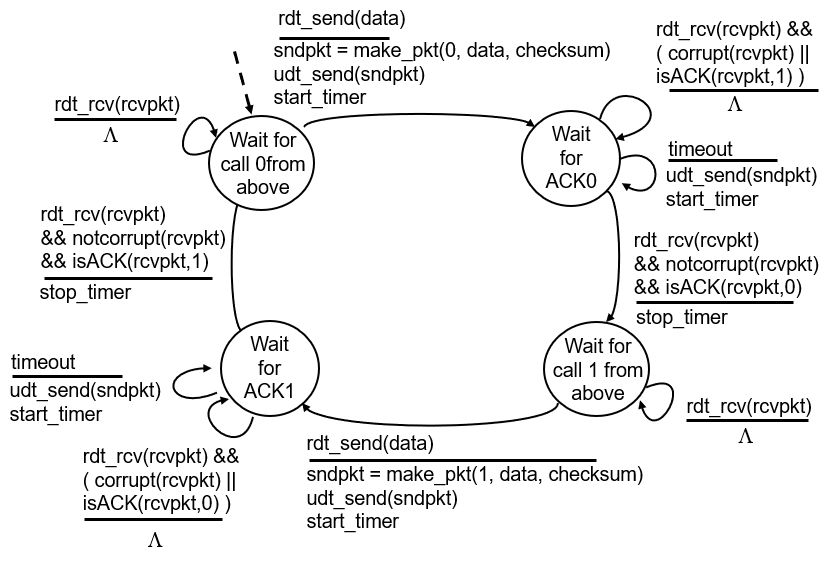 rdt_send(data)
sndpkt = make_pkt(0, data, checksum)
udt_send(sndpkt)
start_timer
rdt_rcv(rcvpkt) &&
( corrupt(rcvpkt) ||
isACK(rcvpkt,1) )
Λ
rdt_rcv(rcvpkt)
Λ
Wait for
call 0from
above
Wait
for
ACK0
timeout
udt_send(sndpkt)
start_timer
rdt_rcv(rcvpkt)
&& notcorrupt(rcvpkt)
&& isACK(rcvpkt,1)
stop_timer
rdt_rcv(rcvpkt)
&& notcorrupt(rcvpkt)
&& isACK(rcvpkt,0)
stop_timer
Wait
for
ACK1
Wait for
call 1 from
above
timeout
udt_send(sndpkt)
start_timer
rdt_rcv(rcvpkt)
Λ
rdt_rcv(rcvpkt) &&
( corrupt(rcvpkt) ||
isACK(rcvpkt,0) )
Λ
rdt_send(data)
sndpkt = make_pkt(1, data, checksum)
udt_send(sndpkt)
start_timer